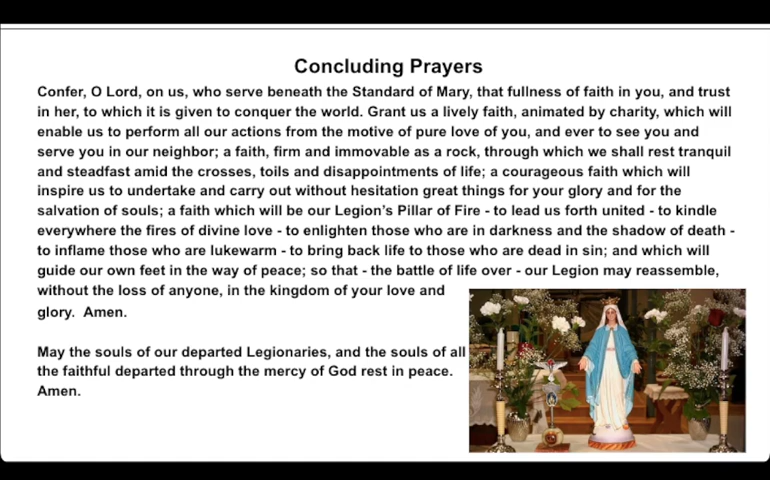 Concluding Prayers
Confer, O Lord, on us, who serve beneath the Standard of Mary, that fullness of faith in you, and trust
in her, to which it is given to conquer the world. Grant us a lively faith, animated by charity, which will
enable us to perform all our actions from the motive of pure love of you, and ever to see you and
serve you in our neighbor; a faith, firm and immovable as a rock, through which we shall rest tranquil
and steadfast amid the crosses, toils and disappointments of life; a courageous faith which will
inspire us to undertake and carry out without hesitation great things for your glory and for the
salvation of souls; a faith which will be our Legion’s Pillar of Fire - to lead us forth united - to kindle
everywhere the fires of divine love - to enlighten those who are in darkness and the shadow of death -
to inflame those who are lukewarm - to bring back life to those who are dead in sin; and which will
guide our own feet in the way of peace; so that - the battle of life over - our Legion may reassemble,
without the loss of anyone, in the kingdom of your love and
glory. Amen.
May the souls of our departed Legionaries, and the souls of all
the faithful departed through the mercy of God rest in peace.
Amen.